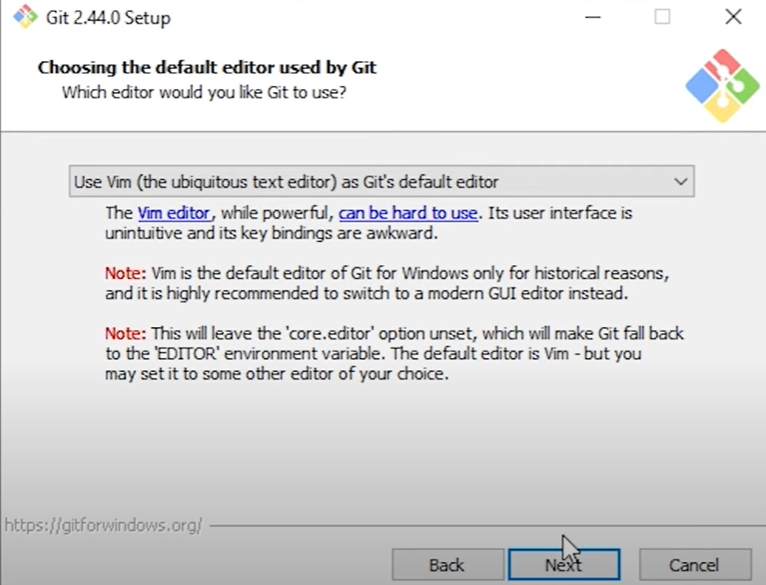 Git 2.44.0 Setup
Choosing the default editor used by Git
Which editor would you like Git to use?
Use Vim (the ubiquitous text editor) as Git's default editor
The Vim editor, while powerful, can be hard to use. Its user interface is
unintuitive and its key bindings are awkward.
Note: Vim is the default editor of Git for Windows only for historical reasons,
and it is highly recommended to switch to a modern GUI editor instead.
Note: This will leave the 'core.editor' option unset, which will make Git fall back
to the 'EDITOR' environment variable. The default editor is Vim - but you
may set it to some other editor of your choice.
https://gitforwindows.org/
Back Next Cancel